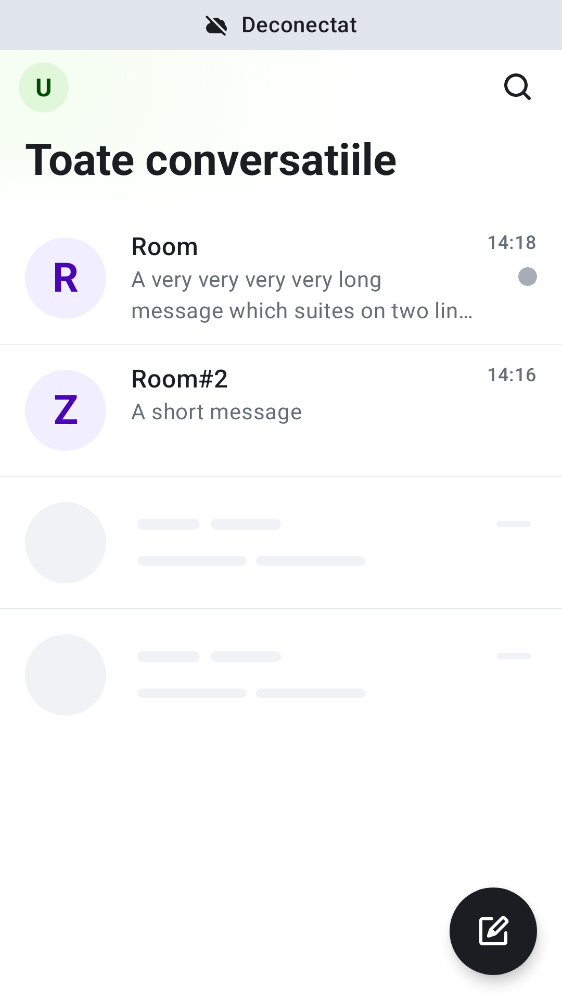 Deconectat
U
Toate conversatiile
R
Room
14:18
A very very very very long
message which suites on two lin…
Z
Room#2
14:16
A short message